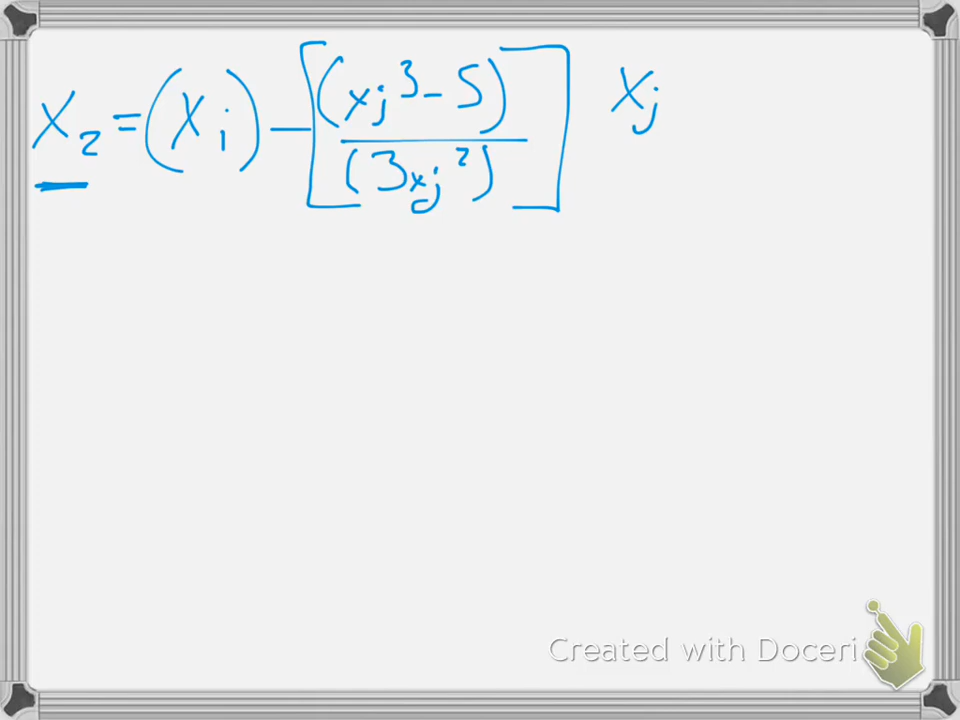 X₂ = (Xi) − [(xj³ − 5) / (3xj²)] Xj
Created with Doceri